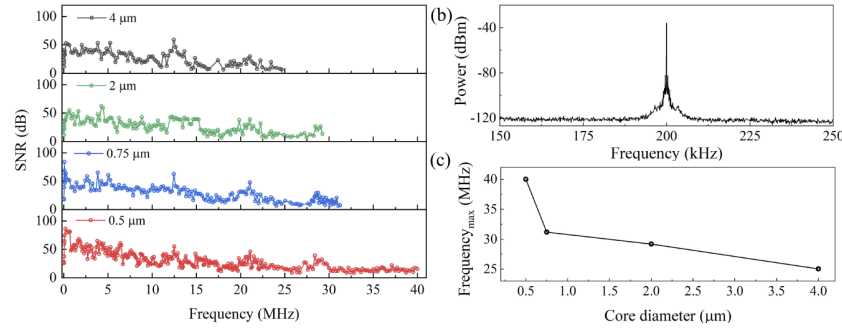 100
50
0
4 μm
100
50
0
2 μm
100
50
0
0.75 μm
100
50
0
0.5 μm
SNR (dB)
0 5 10 15 20 25 30 35 40
Frequency (MHz)
(b)
-40
-80
-120
Power (dBm)
150 175 200 225 250
Frequency (kHz)
(c)
40
35
30
25
Frequencymax (MHz)
0.5 1.0 1.5 2.0 2.5 3.0 3.5 4.0
Core diameter (μm)